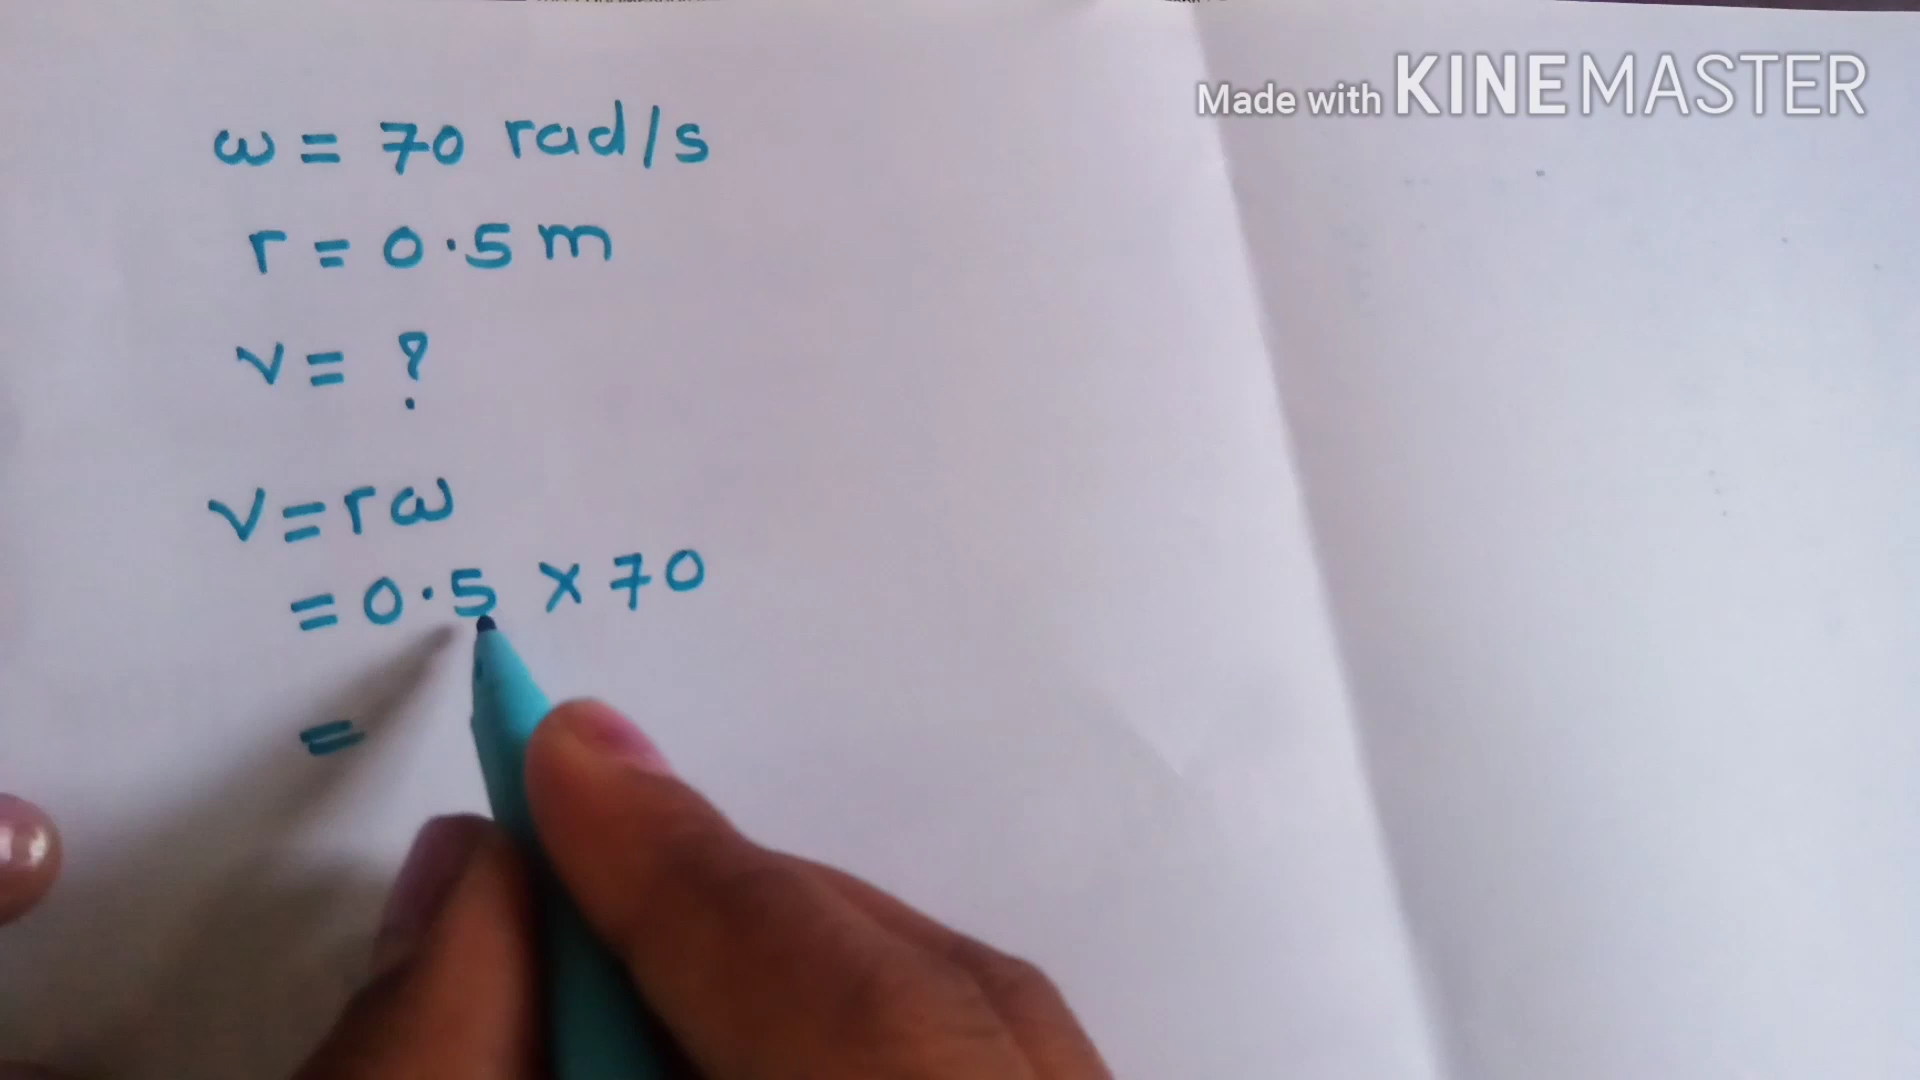 Made with KINEMASTER
ω = 70 rad/s
r = 0.5 m
v = ?
v = rω
= 0.5 × 70
=